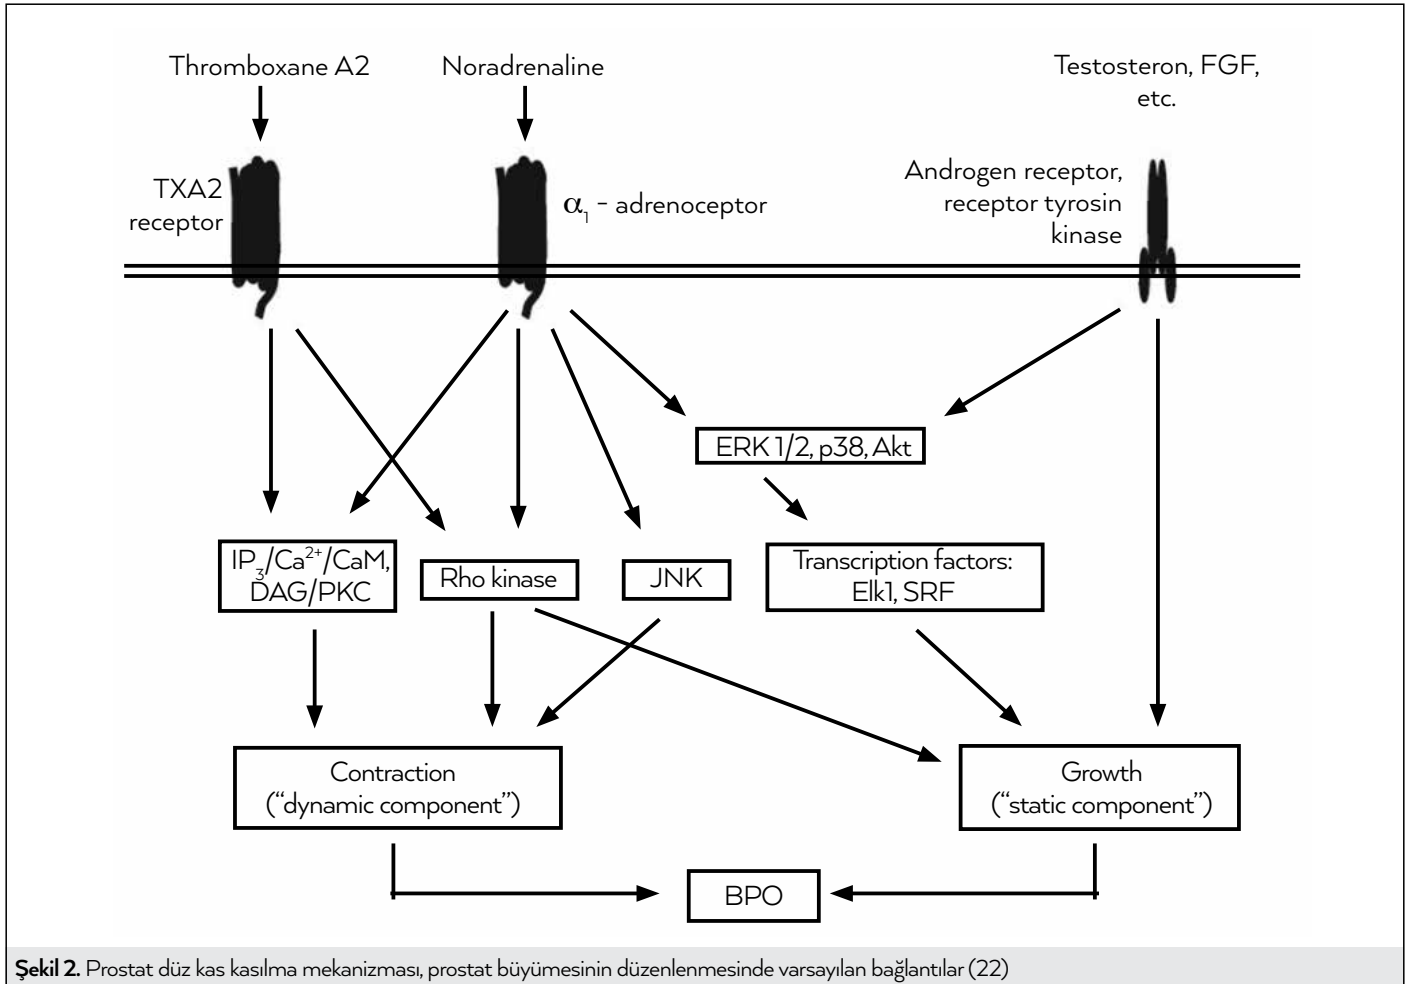 Thromboxane A2
Noradrenaline
Testosteron, FGF,
etc.
TXA2
receptor
α₁ - adrenoceptor
Androgen receptor,
receptor tyrosin
kinase
ERK 1/2, p38, Akt
IP₃/Ca²⁺/CaM,
DAG/PKC
Rho kinase
JNK
Transcription factors:
Elk1, SRF
Contraction
(“dynamic component”)
Growth
(“static component”)
BPO
Şekil 2. Prostat düz kas kasılma mekanizması, prostat büyümesinin düzenlenmesinde varsayılan bağlantılar (22)